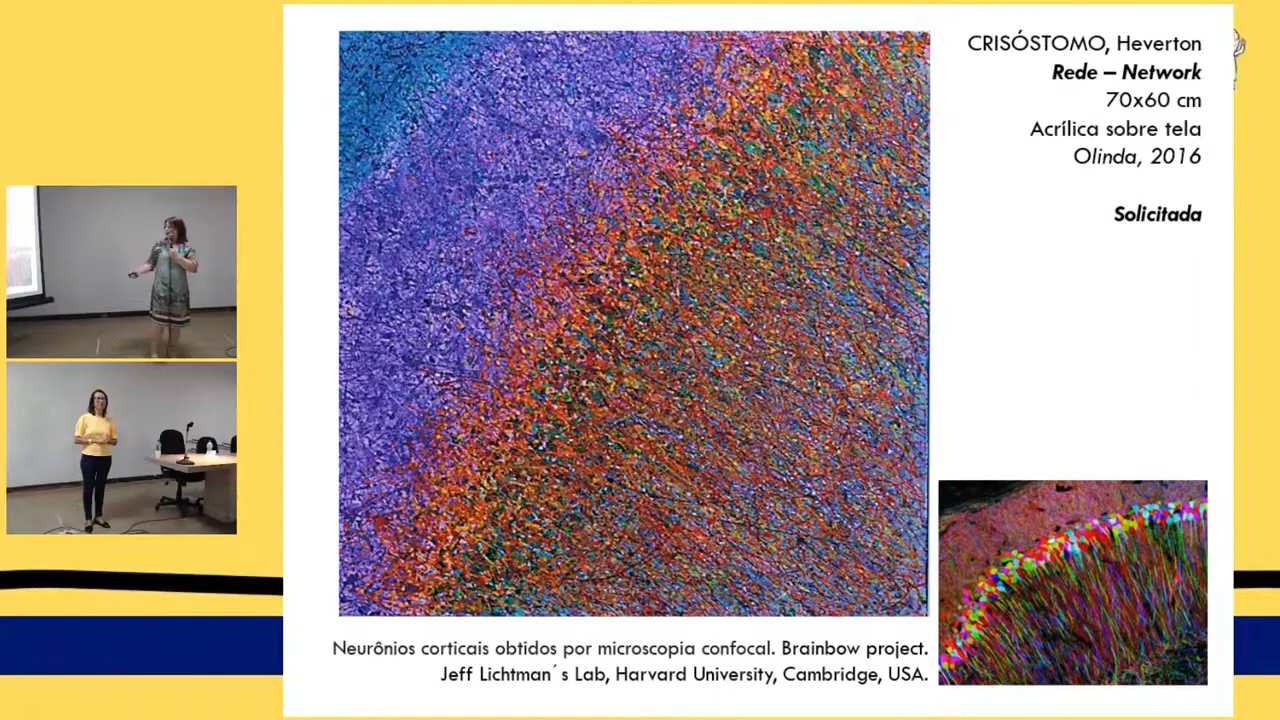 CRISÓSTOMO, Heverton
Rede – Network
70x60 cm
Acrílica sobre tela
Olinda, 2016
Solicitada
Neurônios corticais obtidos por microscopia confocal. Brainbow project.
Jeff Lichtman´s Lab, Harvard University, Cambridge, USA.